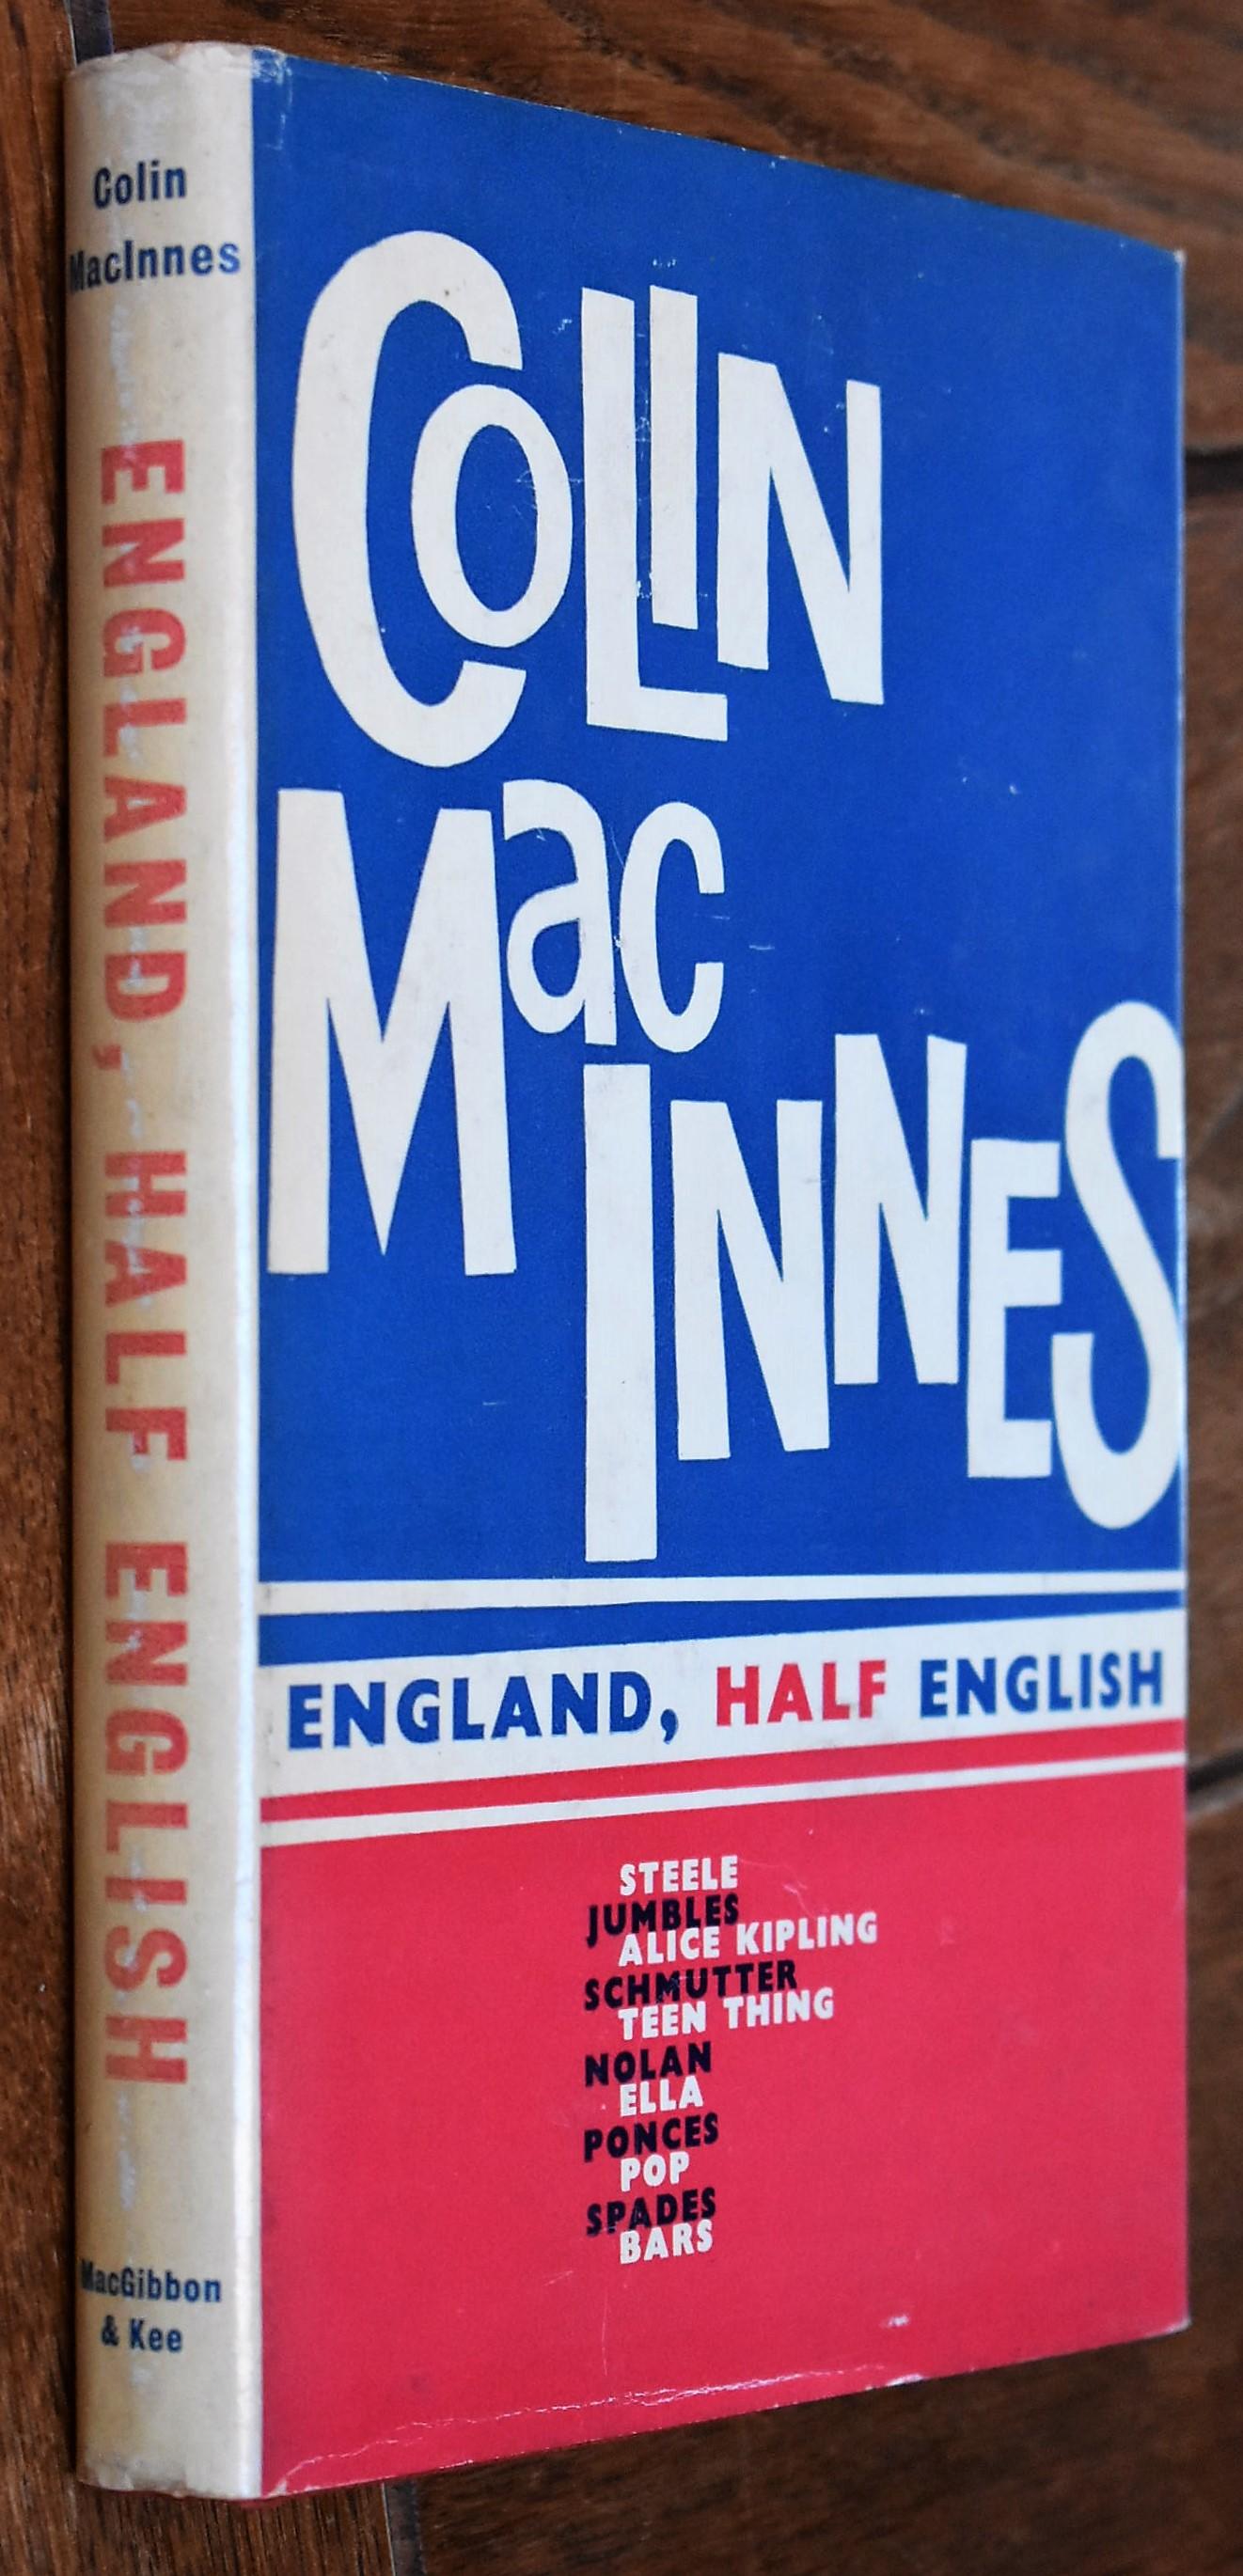 Colin
MacInnes
ENGLAND, HALF ENGLISH
MacGibbon
& Kee
COLIN
Mac
INNES
ENGLAND, HALF ENGLISH
STEELE
JUMBLES
ALICE KIPLING
SCHMUTTER
TEEN THING
NOLAN
ELLA
PONCES
POP
SPADES
BARS